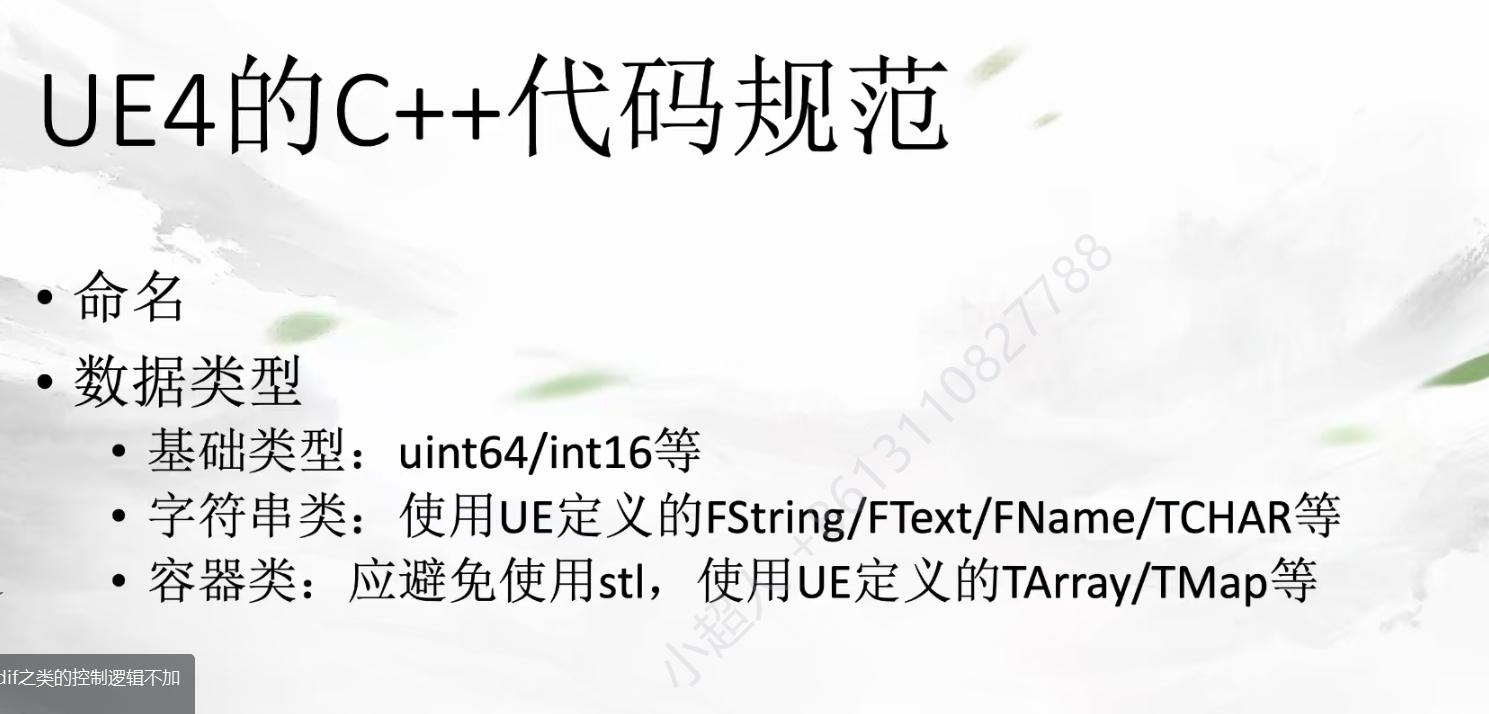 UE4的C++代码规范
• 命名
• 数据类型
• 基础类型：uint64/int16等
• 字符串类：使用UE定义的FString/FText/FName/TCHAR等
• 容器类：应避免使用stl，使用UE定义的TArray/TMap等
小超人 +8613110827788
dif之类的控制逻辑不加